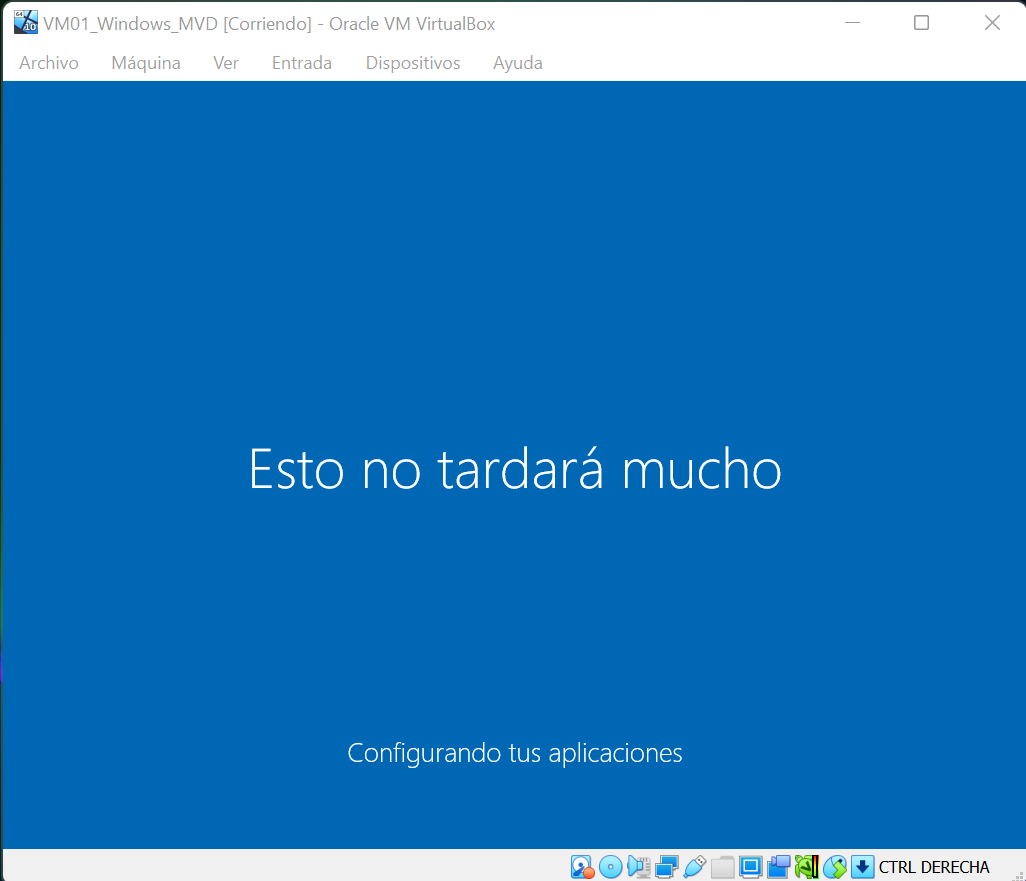 VM01_Windows_MVD [Corriendo] - Oracle VM VirtualBox
Archivo Máquina Ver Entrada Dispositivos Ayuda
Esto no tardará mucho
Configurando tus aplicaciones
CTRL DERECHA